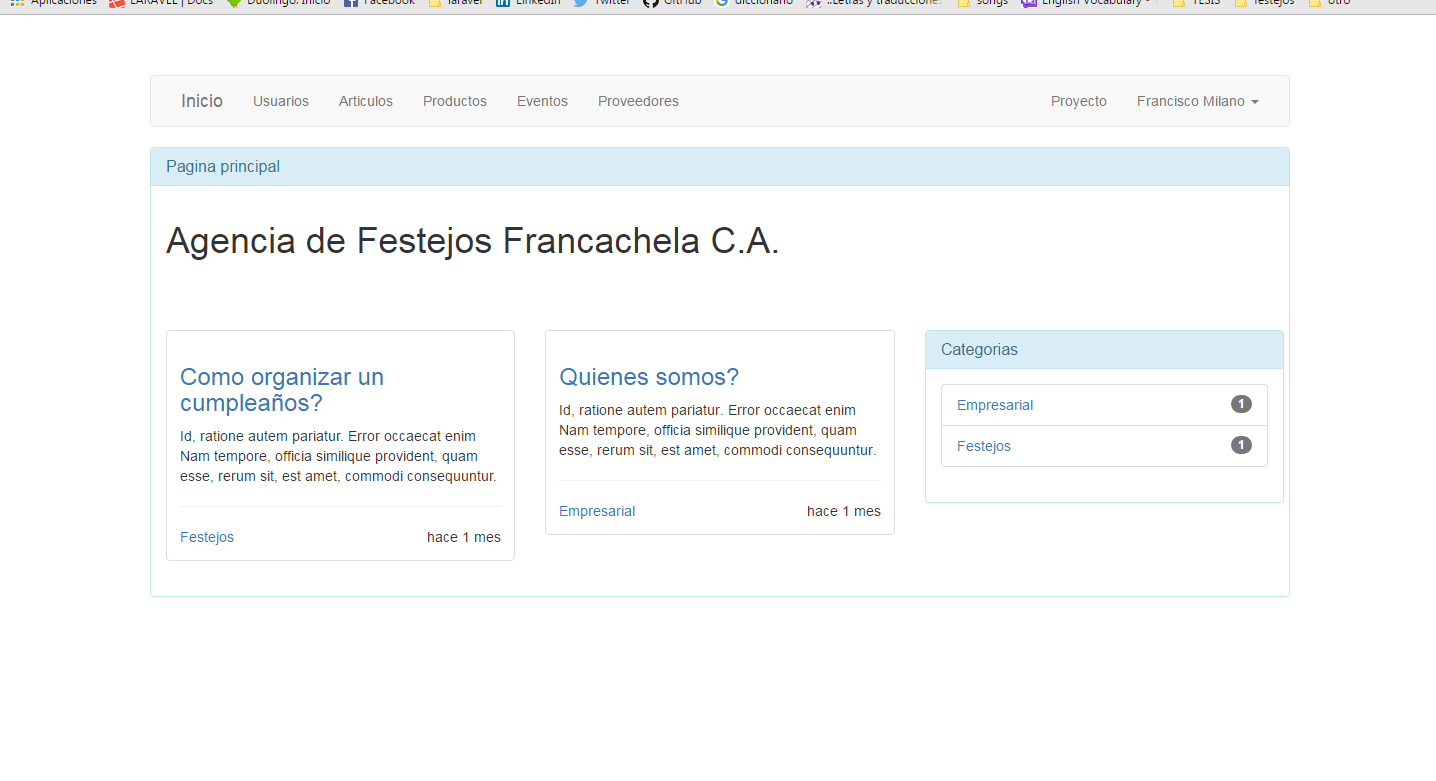 Aplicaciones LARAVEL | Docs Duolingo: Inicio Facebook laravel LinkedIn Twitter GitHub diccionario ..:Letras y traducciones English Vocabulary - songs TESIS festejos otro
Inicio Usuarios Articulos Productos Eventos Proveedores Proyecto Francisco Milano
Pagina principal
Agencia de Festejos Francachela C.A.
Como organizar un
cumpleaños?
Id, ratione autem pariatur. Error occaecat enim
Nam tempore, officia similique provident, quam
esse, rerum sit, est amet, commodi consequuntur.
Festejos hace 1 mes
Quienes somos?
Id, ratione autem pariatur. Error occaecat enim
Nam tempore, officia similique provident, quam
esse, rerum sit, est amet, commodi consequuntur.
Empresarial hace 1 mes
Categorias
Empresarial 1
Festejos 1